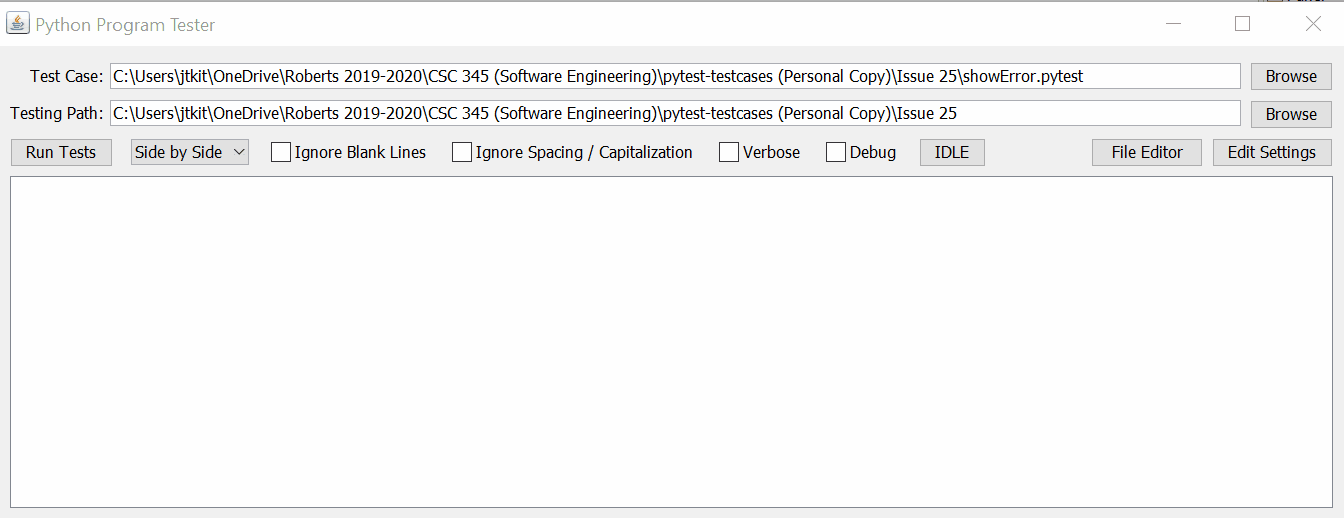 Python Program Tester
Test Case: C:\Users\jtkit\OneDrive\Roberts 2019-2020\CSC 345 (Software Engineering)\pytest-testcases (Personal Copy)\Issue 25\showError.pytest Browse
Testing Path: C:\Users\jtkit\OneDrive\Roberts 2019-2020\CSC 345 (Software Engineering)\pytest-testcases (Personal Copy)\Issue 25 Browse
Run Tests Side by Side Ignore Blank Lines Ignore Spacing / Capitalization Verbose Debug IDLE File Editor Edit Settings